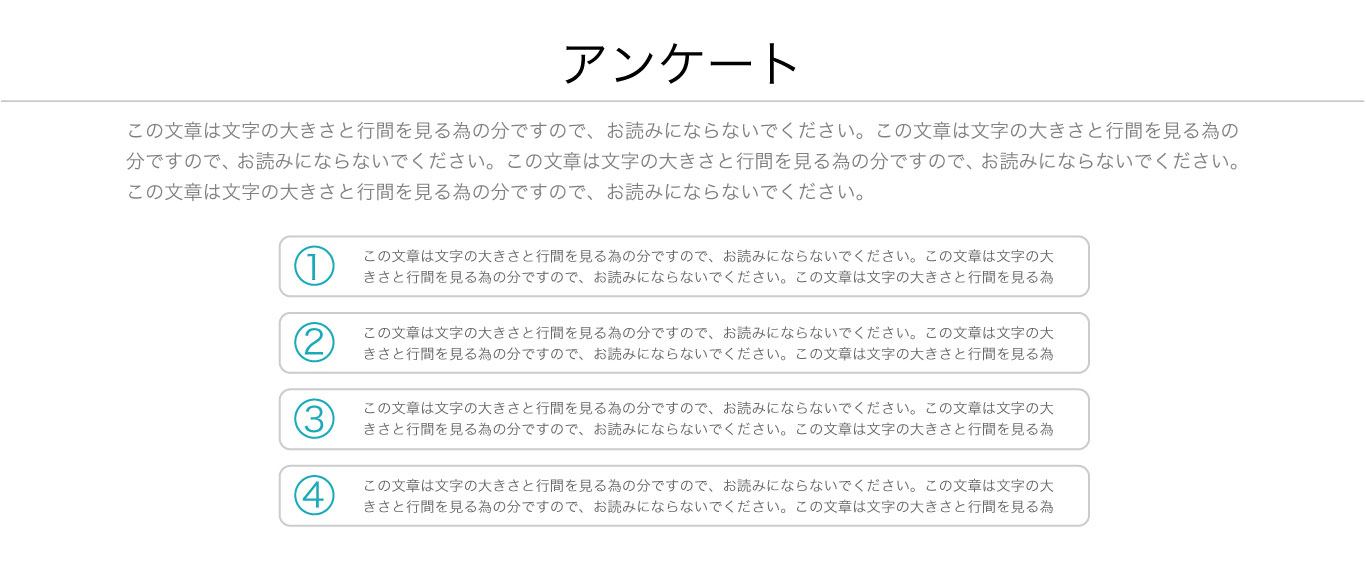 アンケート
この文章は文字の大きさと行間を見る為の分ですので、お読みにならないでください。この文章は文字の大きさと行間を見る為の
分ですので、お読みにならないでください。この文章は文字の大きさと行間を見る為の分ですので、お読みにならないでください。
この文章は文字の大きさと行間を見る為の分ですので、お読みにならないでください。
①
この文章は文字の大きさと行間を見る為の分ですので、お読みにならないでください。この文章は文字の大
きさと行間を見る為の分ですので、お読みにならないでください。この文章は文字の大きさと行間を見る為
②
この文章は文字の大きさと行間を見る為の分ですので、お読みにならないでください。この文章は文字の大
きさと行間を見る為の分ですので、お読みにならないでください。この文章は文字の大きさと行間を見る為
③
この文章は文字の大きさと行間を見る為の分ですので、お読みにならないでください。この文章は文字の大
きさと行間を見る為の分ですので、お読みにならないでください。この文章は文字の大きさと行間を見る為
④
この文章は文字の大きさと行間を見る為の分ですので、お読みにならないでください。この文章は文字の大
きさと行間を見る為の分ですので、お読みにならないでください。この文章は文字の大きさと行間を見る為